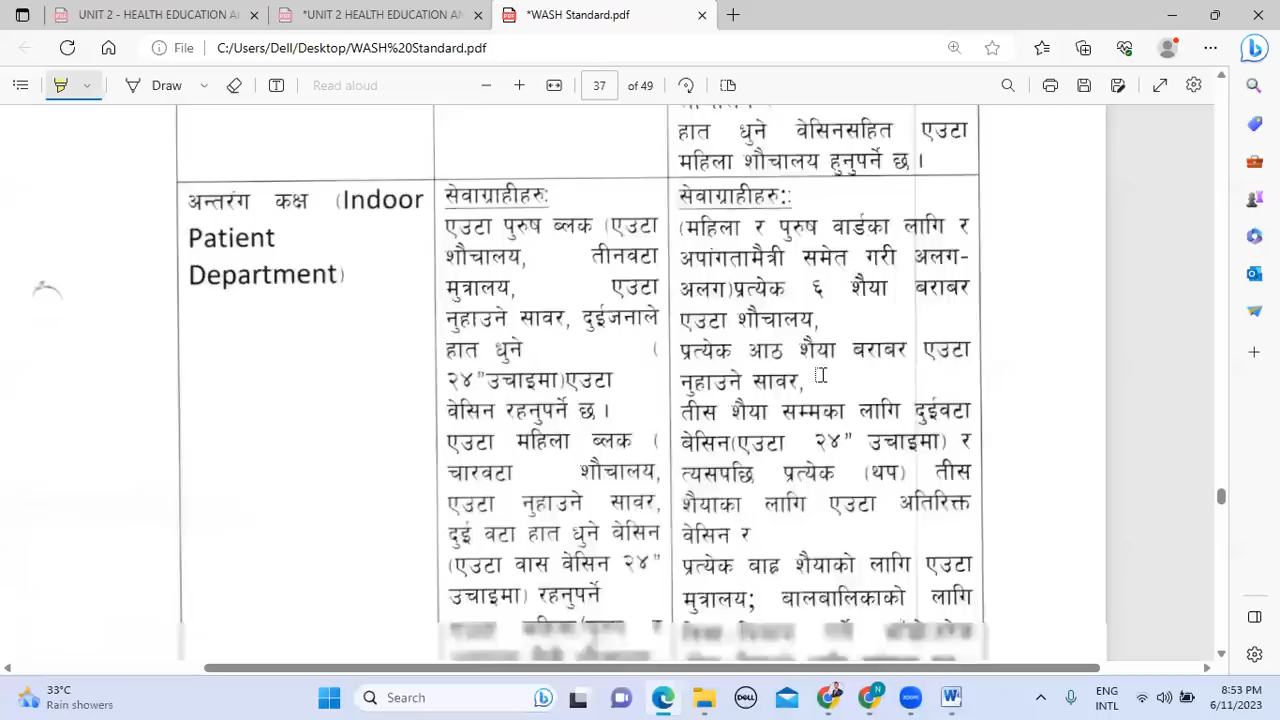 UNIT 2 - HEALTH EDUCATION A
*UNIT 2 HEALTH EDUCATION AN
*WASH Standard.pdf
File
C:/Users/Dell/Desktop/WASH%20Standard.pdf
Draw
Read aloud
37
of 49
हात धुने वेसिनसहित एउटा
महिला शौचालय हुनुपर्ने छ ।
अन्तरंग कक्ष (Indoor
Patient
Department)
सेवाग्राहीहरुः
एउटा पुरुष ब्लक (एउटा
शौचालय, तीनवटा
मुत्रालय, एउटा
नुहाउने सावर, दुईजनाले
हात धुने (
२४”उचाइमा)एउटा
वेसिन रहनुपर्ने छ ।
एउटा महिला ब्लक (
चारवटा शौचालय,
एउटा नुहाउने सावर,
दुई वटा हात धुने वेसिन
(एउटा वास वेसिन २४”
उचाइमा) रहनुपर्ने
सेवाग्राहीहरु::
(महिला र पुरुष वार्डका लागि र
अपांगतामैत्री समेत गरी अलग-
अलग)प्रत्येक ६ शैया बराबर
एउटा शौचालय,
प्रत्येक आठ शैया बराबर एउटा
नुहाउने सावर,
तीस शैया सम्मका लागि दुईवटा
बेसिन(एउटा २४” उचाइमा) र
त्यसपछि प्रत्येक (थप) तीस
शैयाका लागि एउटा अतिरिक्त
वेसिन र
प्रत्येक बाह्र शैयाको लागि एउटा
मुत्रालय; बालबालिकाको लागि
33°C
Rain showers
Search
DELL
zoom
ENG
INTL
8:53 PM
6/11/2023